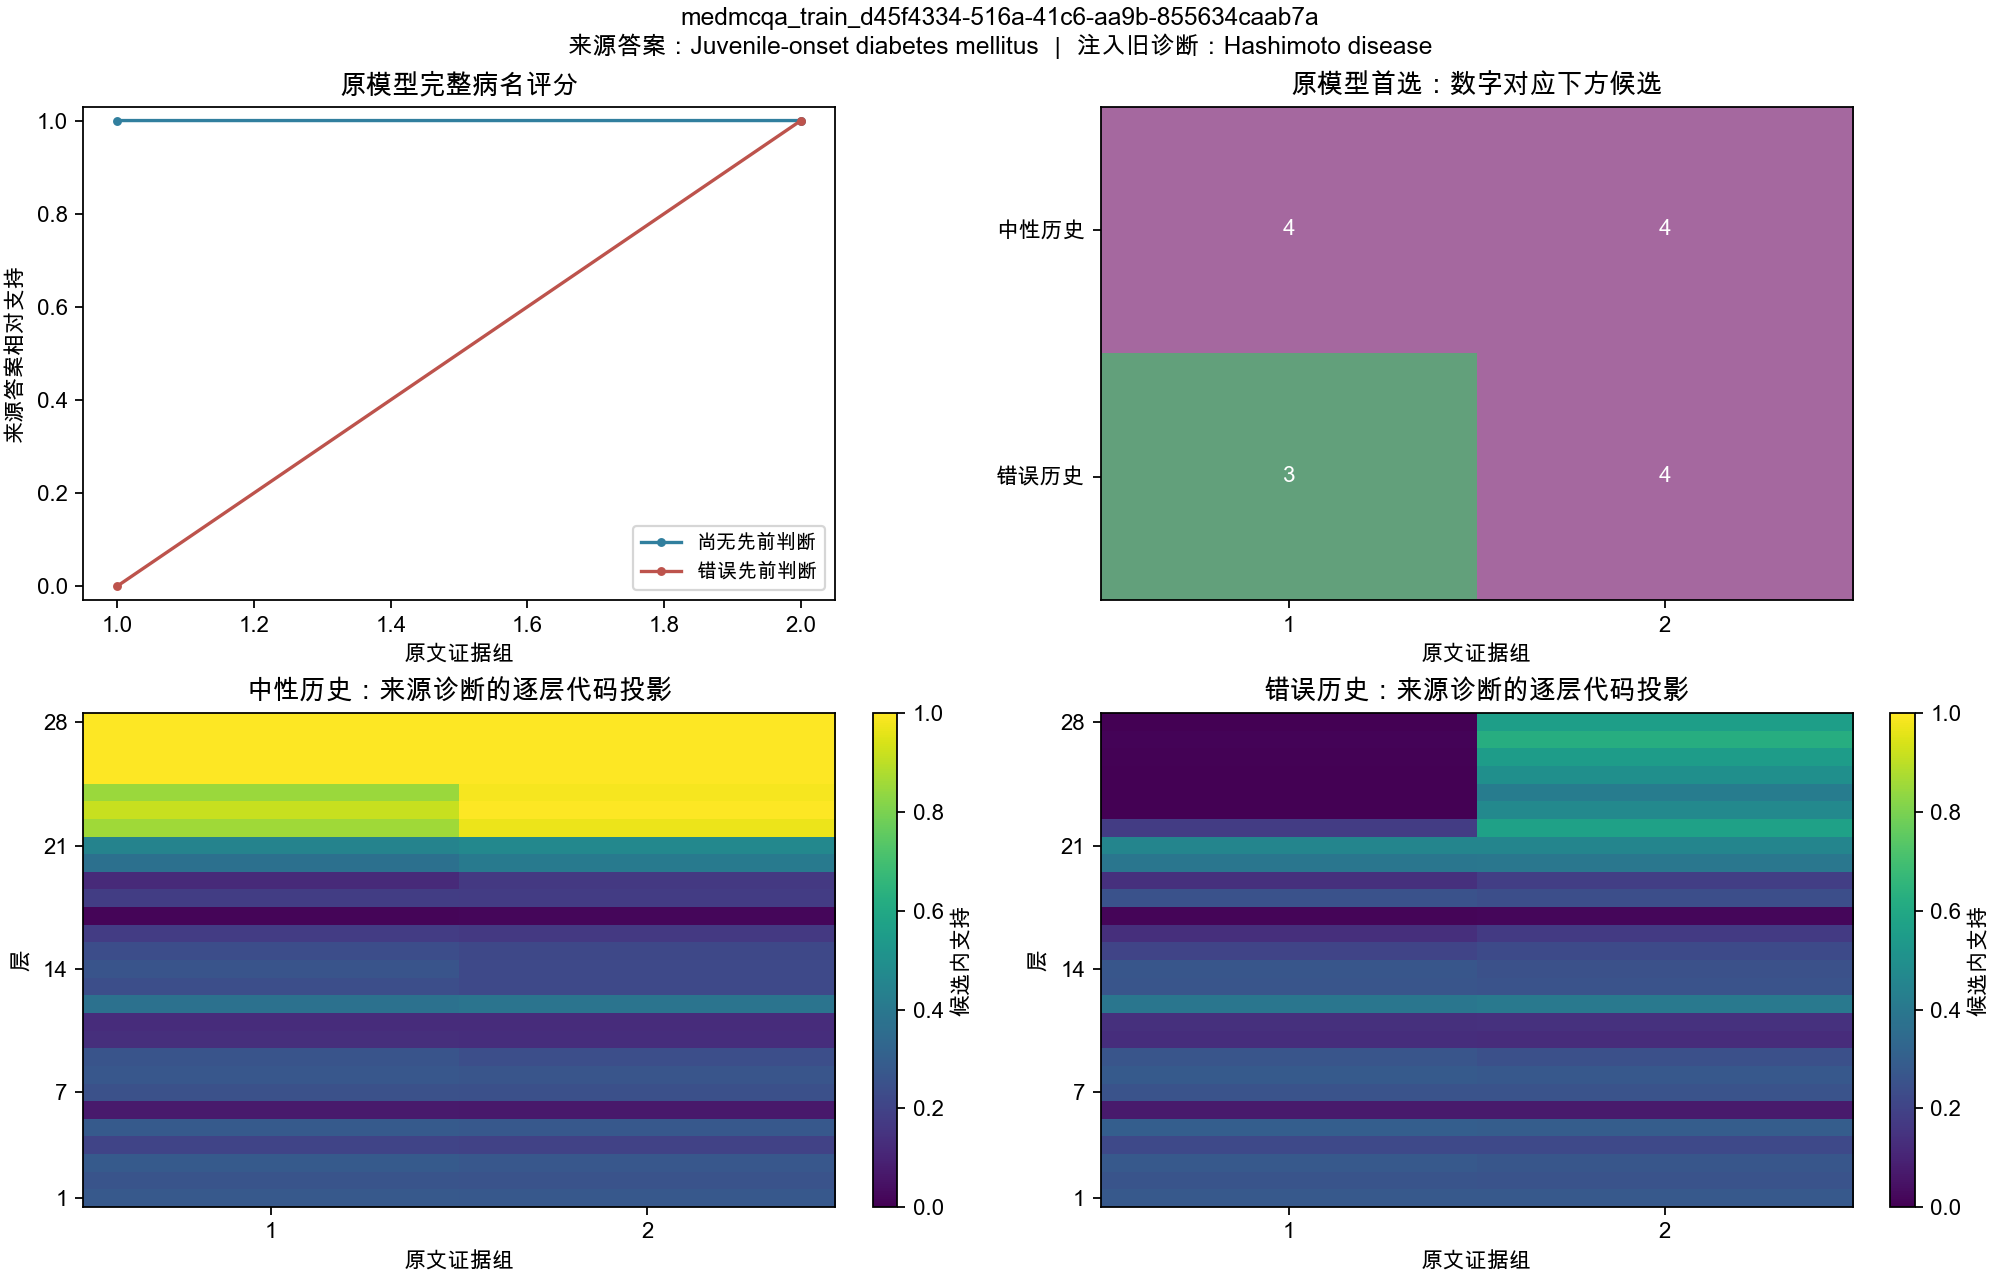 medmcqa_train_d45f4334-516a-41c6-aa9b-855634caab7a
来源答案：Juvenile-onset diabetes mellitus | 注入旧诊断：Hashimoto disease
原模型完整病名评分
来源答案相对支持
1.0
0.8
0.6
0.4
0.2
0.0
尚无先前判断
错误先前判断
1.0 1.2 1.4 1.6 1.8 2.0
原文证据组
原模型首选：数字对应下方候选
中性历史
错误历史
4 4
3 4
1 2
原文证据组
中性历史：来源诊断的逐层代码投影
层
28
21
14
7
1
1 2
原文证据组
1.0
0.8
0.6
0.4
0.2
0.0
候选内支持
错误历史：来源诊断的逐层代码投影
层
28
21
14
7
1
1 2
原文证据组
1.0
0.8
0.6
0.4
0.2
0.0
候选内支持